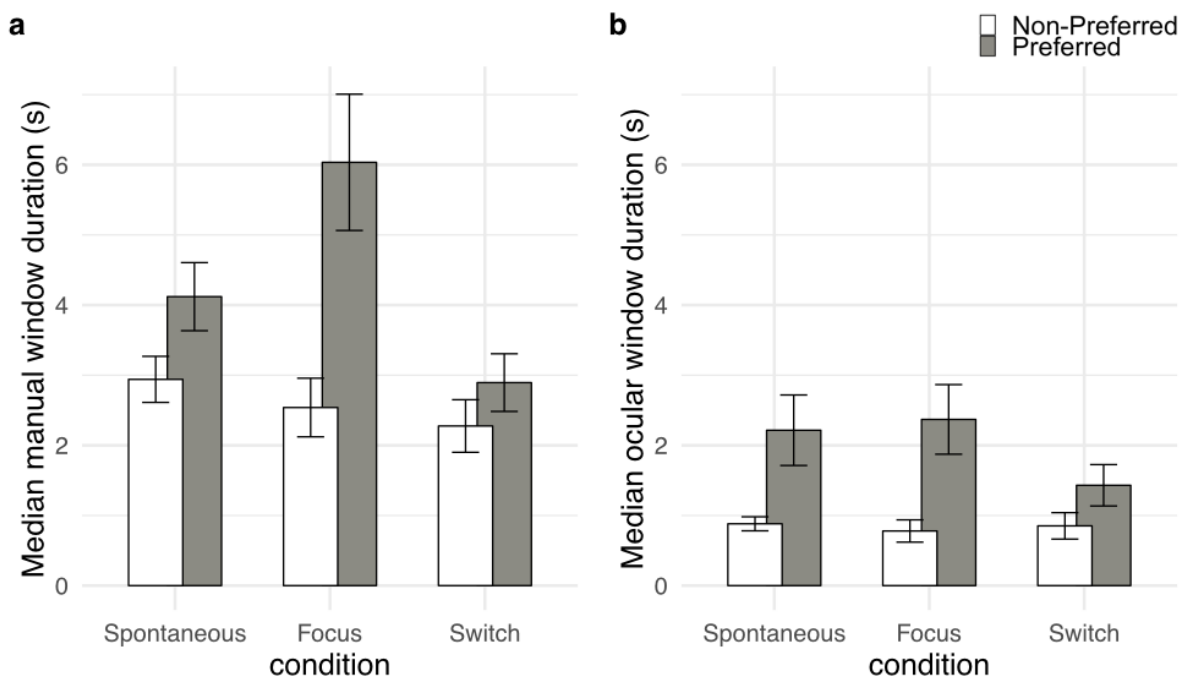 a
Median manual window duration (s)
6
4
2
0
Spontaneous Focus Switch
condition
b
Non-Preferred
Preferred
Median ocular window duration (s)
6
4
2
0
Spontaneous Focus Switch
condition